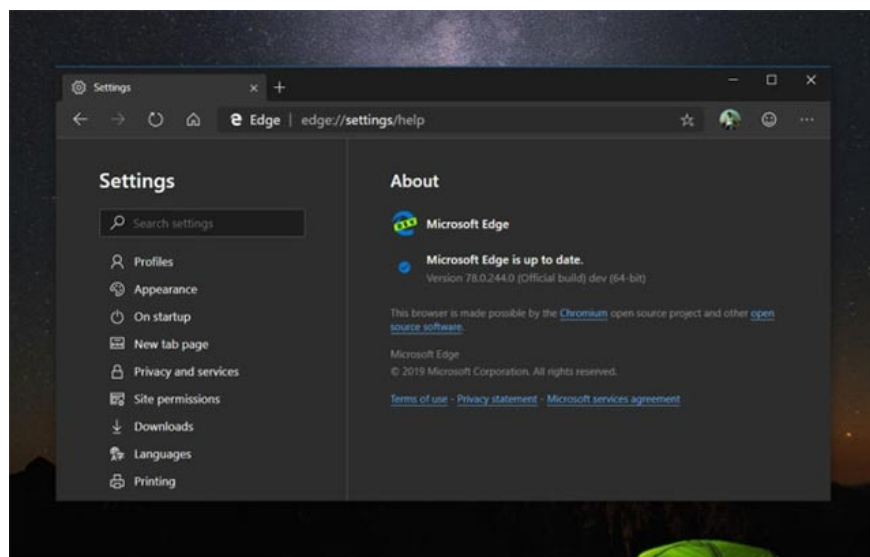 Settings
Edge | edge://settings/help
Settings
Search settings
Profiles
Appearance
On startup
New tab page
Privacy and services
Site permissions
Downloads
Languages
Printing
About
DEV
Microsoft Edge
Microsoft Edge is up to date.
Version 78.0.244.0 (Official build) dev (64-bit)
This browser is made possible by the Chromium open source project and other open
source software.
Microsoft Edge
© 2019 Microsoft Corporation. All rights reserved.
Terms of use - Privacy statement - Microsoft services agreement